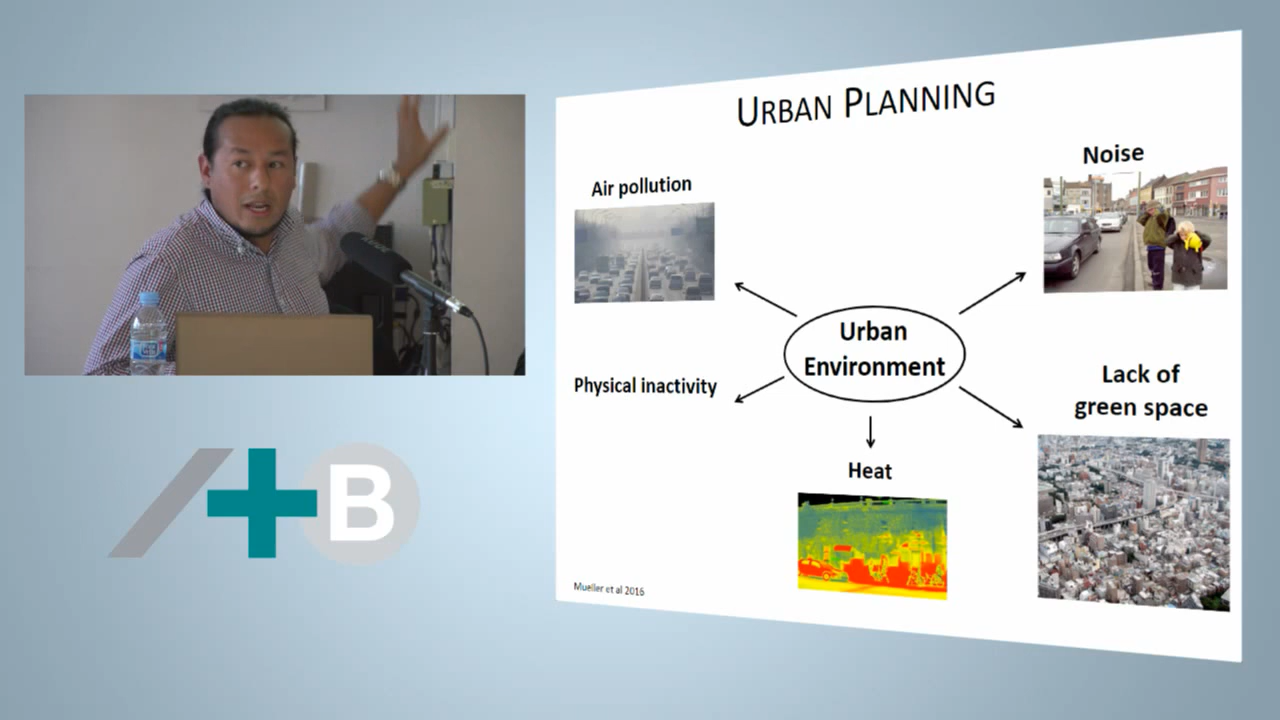 URBAN PLANNING
Air pollution
Noise
Urban
Environment
Physical inactivity
Lack of
green space
Heat
Mueller et al 2016
A+B